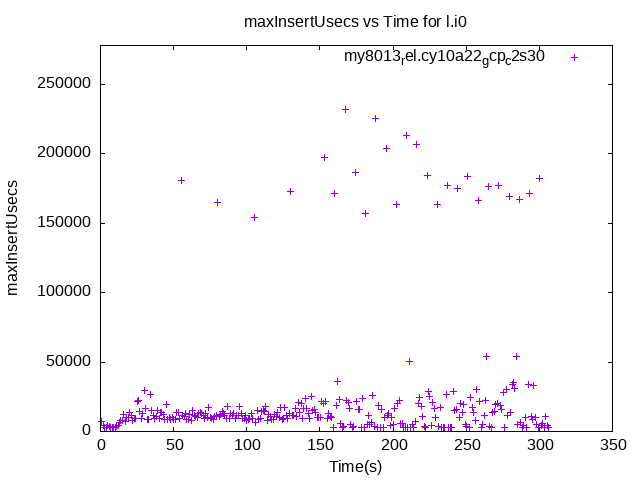 maxInsertUsecs vs Time for l.i0
my8013rel.cy10a22gcpc2s30
250000
200000
150000
100000
50000
0
maxInsertUsecs
0 50 100 150 200 250 300 350
Time(s)